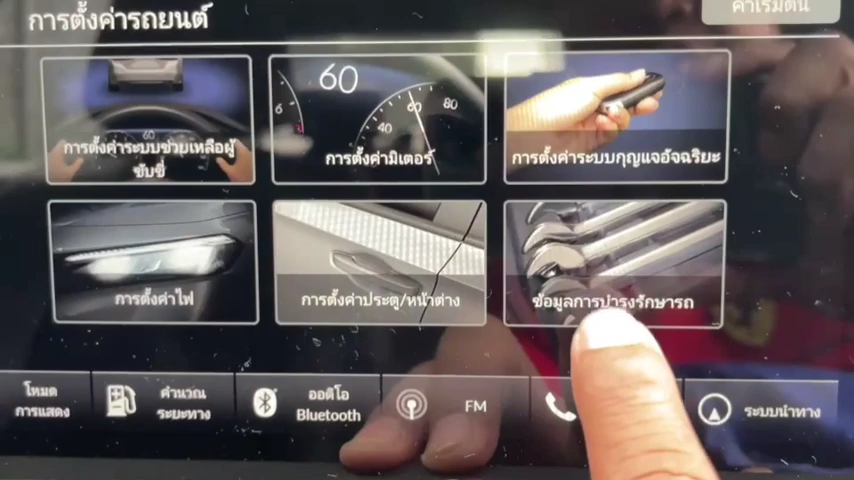 การตั้งค่ารถยนต์
ค่าเริ่มต้น
60
การตั้งค่าระบบช่วยเหลือผู้
ขับขี่
60
6
40
60
80
การตั้งค่ามิเตอร์
การตั้งค่าระบบกุญแจอัจฉริยะ
การตั้งค่าไฟ
การตั้งค่าประตู/หน้าต่าง
ข้อมูลการบำรุงรักษารถ
โหมด
การแสดง
คำนวณ
ระยะทาง
ออดิโอ
Bluetooth
FM
ระบบนำทาง